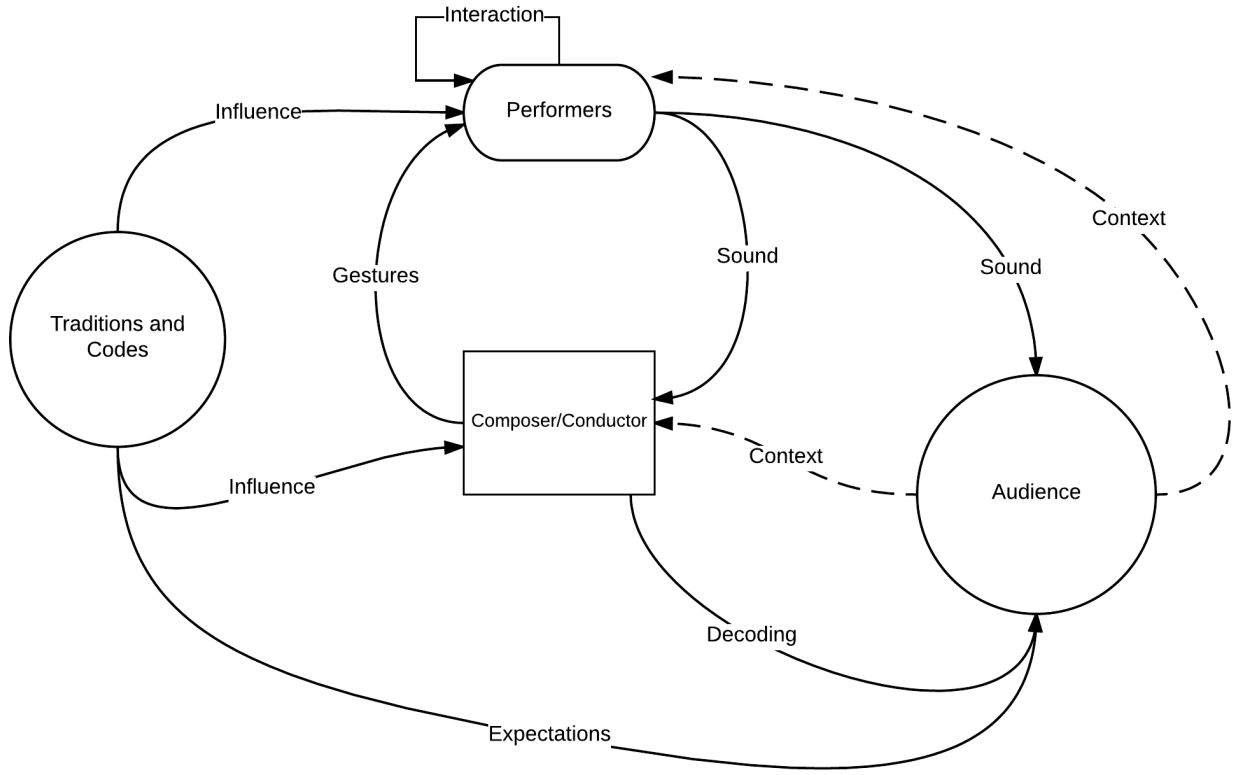 Interaction
Influence
Performers
Context
Sound
Sound
Gestures
Traditions and
Codes
Composer/Conductor
Context
Influence
Audience
Decoding
Expectations